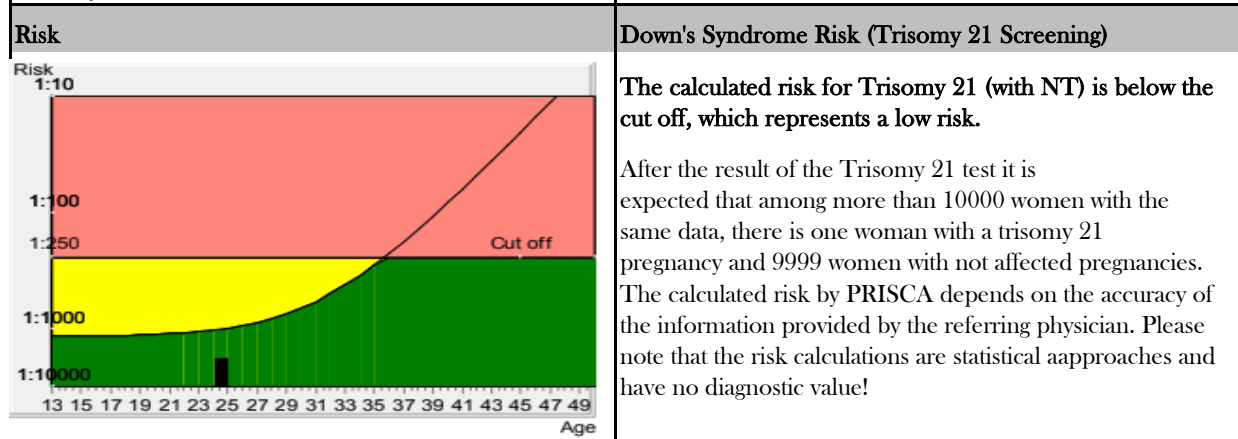 Risk
Down's Syndrome Risk (Trisomy 21 Screening)
Risk
1:10
1:100
1:250
Cut off
1:1000
1:10000
13 15 17 19 21 23 25 27 29 31 33 35 37 39 41 43 45 47 49
Age
The calculated risk for Trisomy 21 (with NT) is below the
cut off, which represents a low risk.
After the result of the Trisomy 21 test it is
expected that among more than 10000 women with the
same data, there is one woman with a trisomy 21
pregnancy and 9999 women with not affected pregnancies.
The calculated risk by PRISCA depends on the accuracy of
the information provided by the referring physician. Please
note that the risk calculations are statistical aapproaches and
have no diagnostic value!